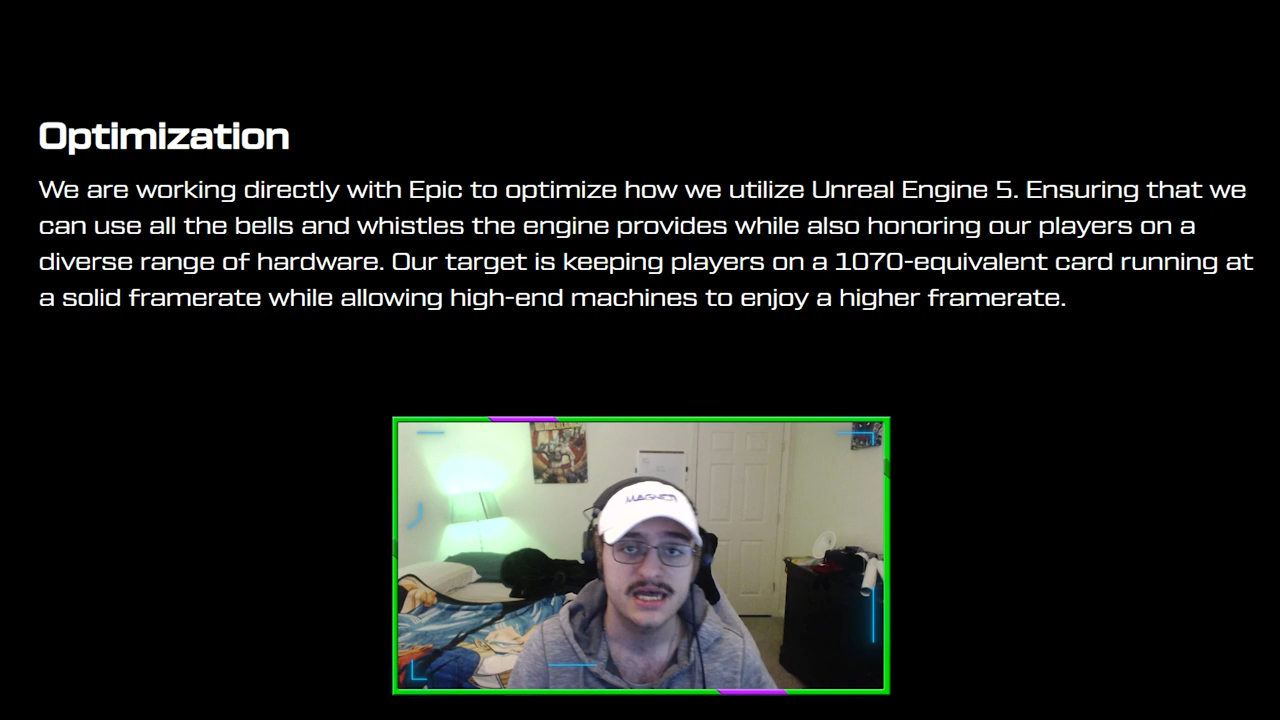 Optimization
We are working directly with Epic to optimize how we utilize Unreal Engine 5. Ensuring that we
can use all the bells and whistles the engine provides while also honoring our players on a
diverse range of hardware. Our target is keeping players on a 1070-equivalent card running at
a solid framerate while allowing high-end machines to enjoy a higher framerate.